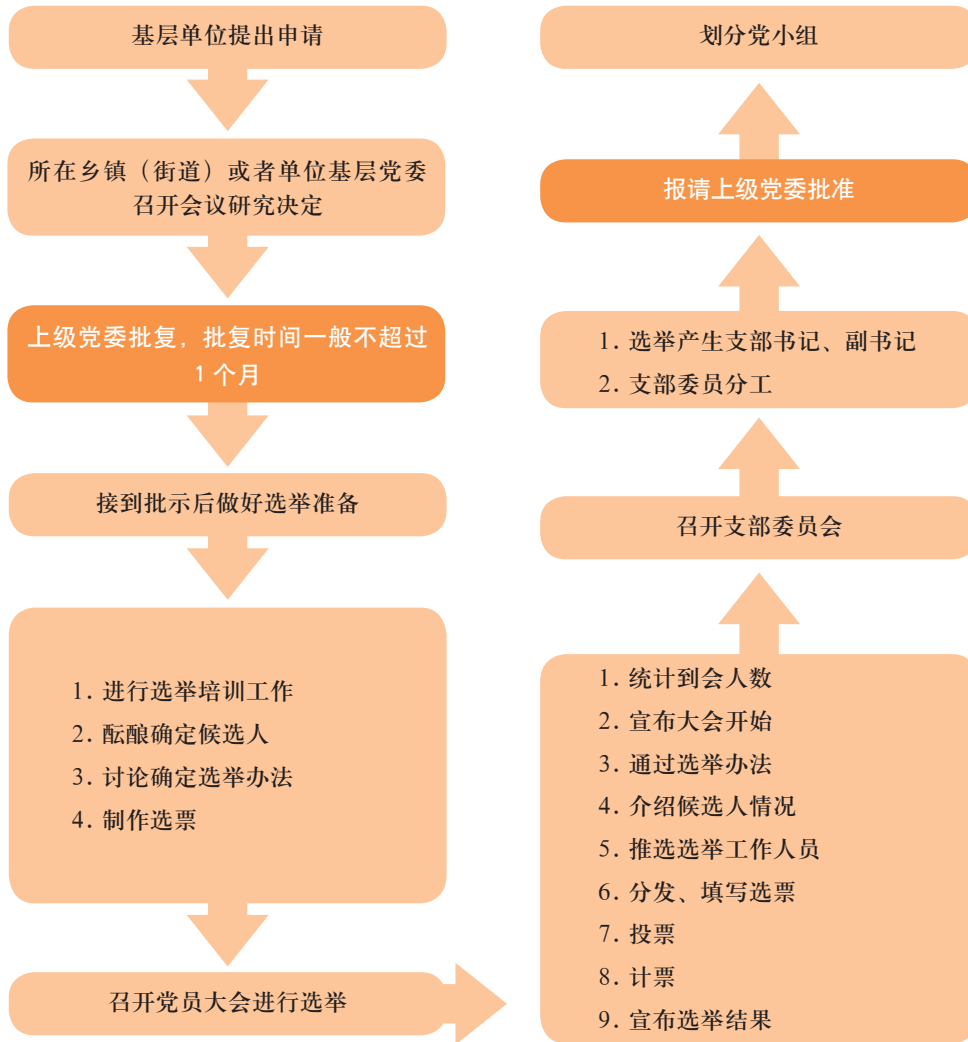 基层单位提出申请
所在乡镇（街道）或者单位基层党委
召开会议研究决定
上级党委批复，批复时间一般不超过
1个月
接到批示后做好选举准备
1. 进行选举培训工作
2. 酝酿确定候选人
3. 讨论确定选举办法
4. 制作选票
召开党员大会进行选举
1. 统计到会人数
2. 宣布大会开始
3. 通过选举办法
4. 介绍候选人情况
5. 推选选举工作人员
6. 分发、填写选票
7. 投票
8. 计票
9. 宣布选举结果
召开支部委员会
1. 选举产生支部书记、副书记
2. 支部委员分工
报请上级党委批准
划分党小组